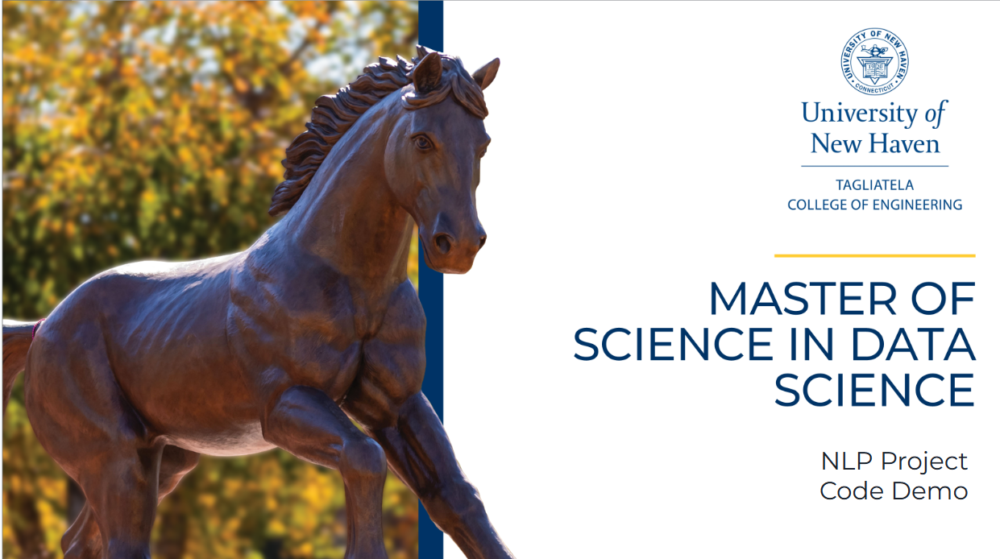 UNIVERSITY OF NEW HAVEN
1920
CONNECTICUT
University of
New Haven
TAGLIATELA
COLLEGE OF ENGINEERING
MASTER OF
SCIENCE IN DATA
SCIENCE
NLP Project
Code Demo